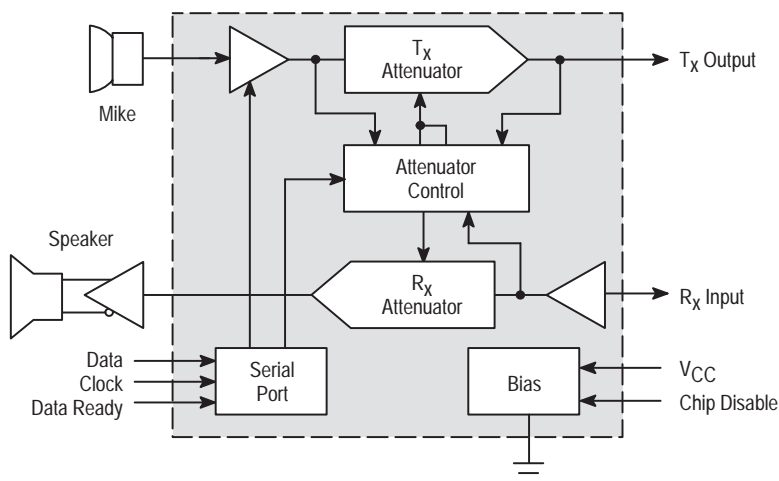 Tx
Attenuator
Tx Output
Mike
Attenuator
Control
Speaker
Rx
Attenuator
Rx Input
Data
Clock
Data Ready
Serial
Port
Bias
VCC
Chip Disable